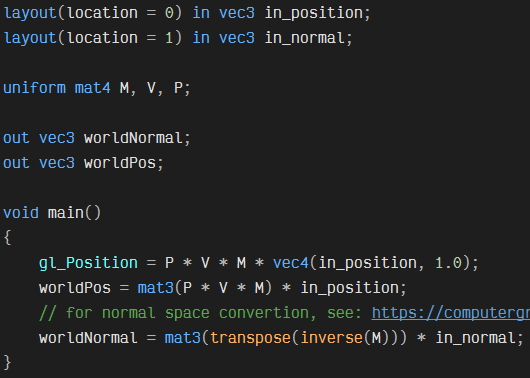 layout(location = 0) in vec3 in_position;
layout(location = 1) in vec3 in_normal;
uniform mat4 M, V, P;
out vec3 worldNormal;
out vec3 worldPos;
void main()
{
gl_Position = P * V * M * vec4(in_position, 1.0);
worldPos = mat3(P * V * M) * in_position;
// for normal space convertion, see: https://computergr
worldNormal = mat3(transpose(inverse(M))) * in_normal;
}